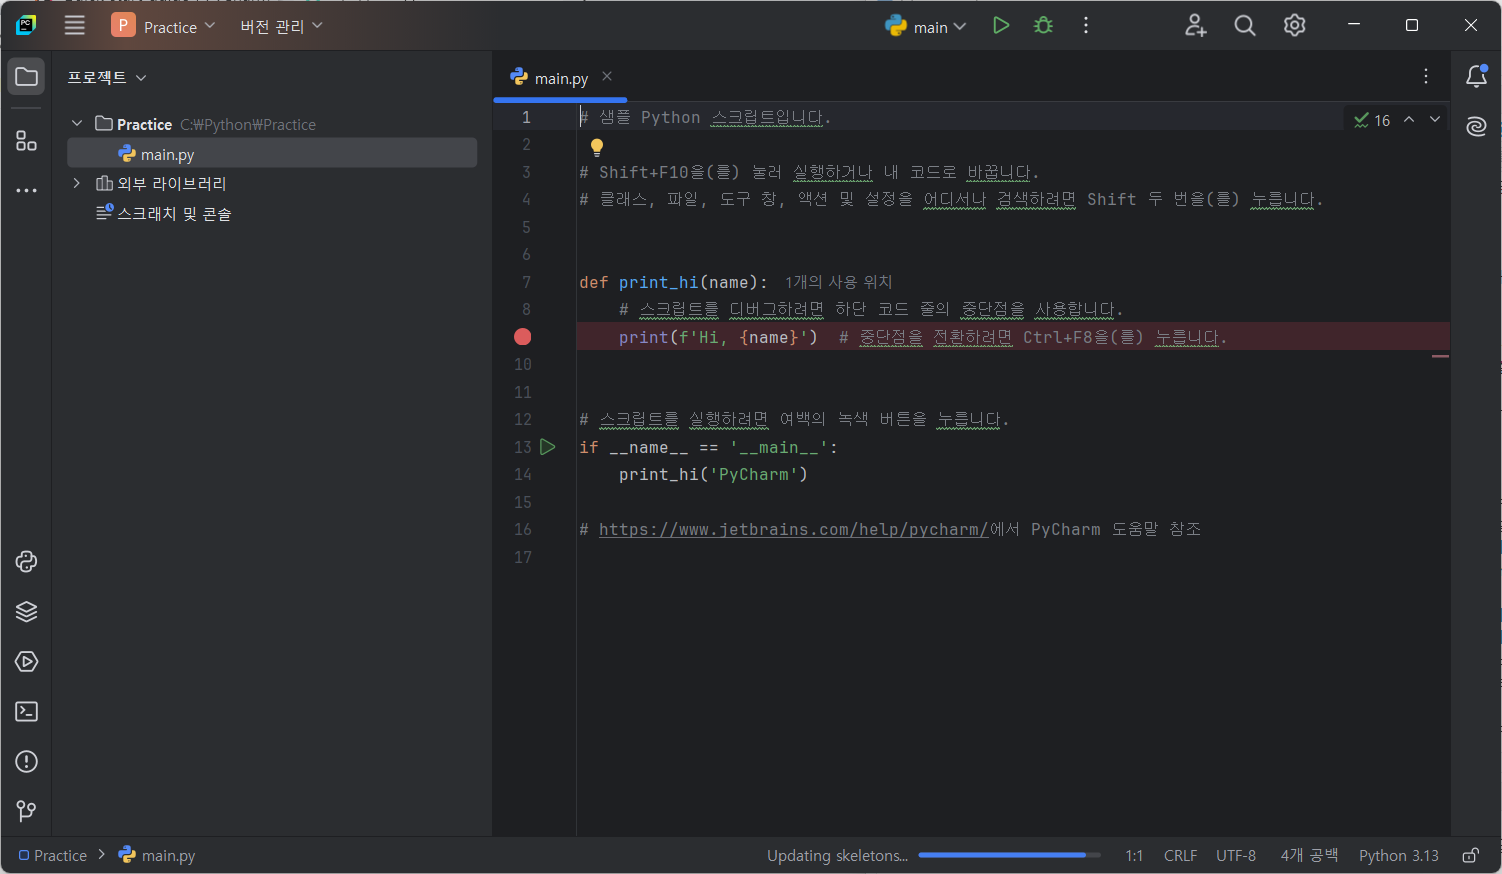 P Practice 버전 관리 main
프로젝트
main.py
Practice C:₩Python₩Practice
main.py
외부 라이브러리
스크래치 및 콘솔
16
1 # 샘플 Python 스크립트입니다.
2
3 # Shift+F10을(를) 눌러 실행하거나 내 코드로 바꿉니다.
4 # 클래스, 파일, 도구 창, 액션 및 설정을 어디서나 검색하려면 Shift 두 번을(를) 누릅니다.
5
6
7 def print_hi(name): 1개의 사용 위치
8 # 스크립트를 디버그하려면 하단 코드 줄의 중단점을 사용합니다.
print(f'Hi, {name}') # 중단점을 전환하려면 Ctrl+F8을(를) 누릅니다.
10
11
12 # 스크립트를 실행하려면 여백의 녹색 버튼을 누릅니다.
13 if __name__ == '__main__':
14 print_hi('PyCharm')
15
16 # https://www.jetbrains.com/help/pycharm/에서 PyCharm 도움말 참조
17
Practice main.py
Updating skeletons... 1:1 CRLF UTF-8 4개 공백 Python 3.13